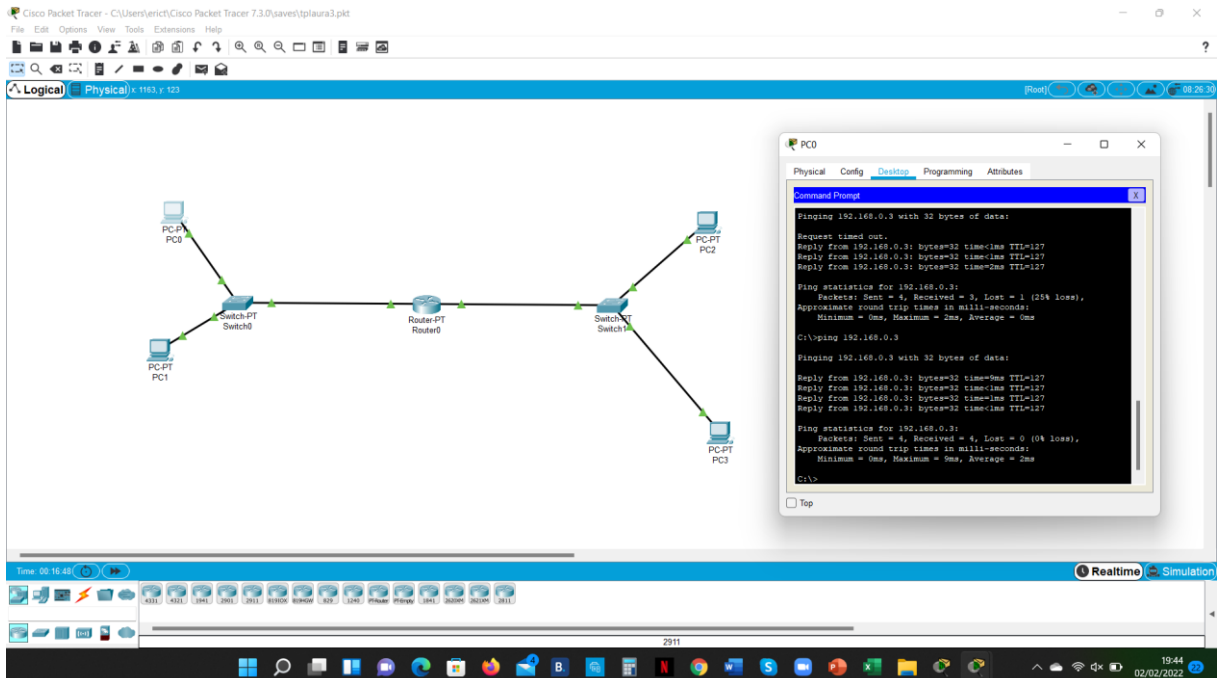 Cisco Packet Tracer - C:\Users\erict\Cisco Packet Tracer 7.3.0\saves\tplaura3.pkt
File Edit Options View Tools Extensions Help
?
Logical Physical x: 1163, y: 123
[Root] 08:26:30
PC0
Physical Config Desktop Programming Attributes
Command Prompt X
Pinging 192.168.0.3 with 32 bytes of data:
Request timed out.
Reply from 192.168.0.3: bytes=32 time<1ms TTL=127
Reply from 192.168.0.3: bytes=32 time<1ms TTL=127
Reply from 192.168.0.3: bytes=32 time=2ms TTL=127
Ping statistics for 192.168.0.3:
Packets: Sent = 4, Received = 3, Lost = 1 (25% loss),
Approximate round trip times in milli-seconds:
Minimum = 0ms, Maximum = 2ms, Average = 0ms
C:\>ping 192.168.0.3
Pinging 192.168.0.3 with 32 bytes of data:
Reply from 192.168.0.3: bytes=32 time=9ms TTL=127
Reply from 192.168.0.3: bytes=32 time<1ms TTL=127
Reply from 192.168.0.3: bytes=32 time=1ms TTL=127
Reply from 192.168.0.3: bytes=32 time<1ms TTL=127
Ping statistics for 192.168.0.3:
Packets: Sent = 4, Received = 4, Lost = 0 (0% loss),
Approximate round trip times in milli-seconds:
Minimum = 0ms, Maximum = 9ms, Average = 2ms
C:\>
Top
PC-PT
PC0
PC-PT
PC1
Switch-PT
Switch0
Router-PT
Router0
Switch-PT
Switch1
PC-PT
PC2
PC-PT
PC3
Time: 00:16:48
Realtime Simulation
4331 4321 1941 2901 2911 819IOX 819HGW 829 1240 PT-Router PT-Empty 1841 2620XM 2621XM 2811
2911
19:44
02/02/2022
22